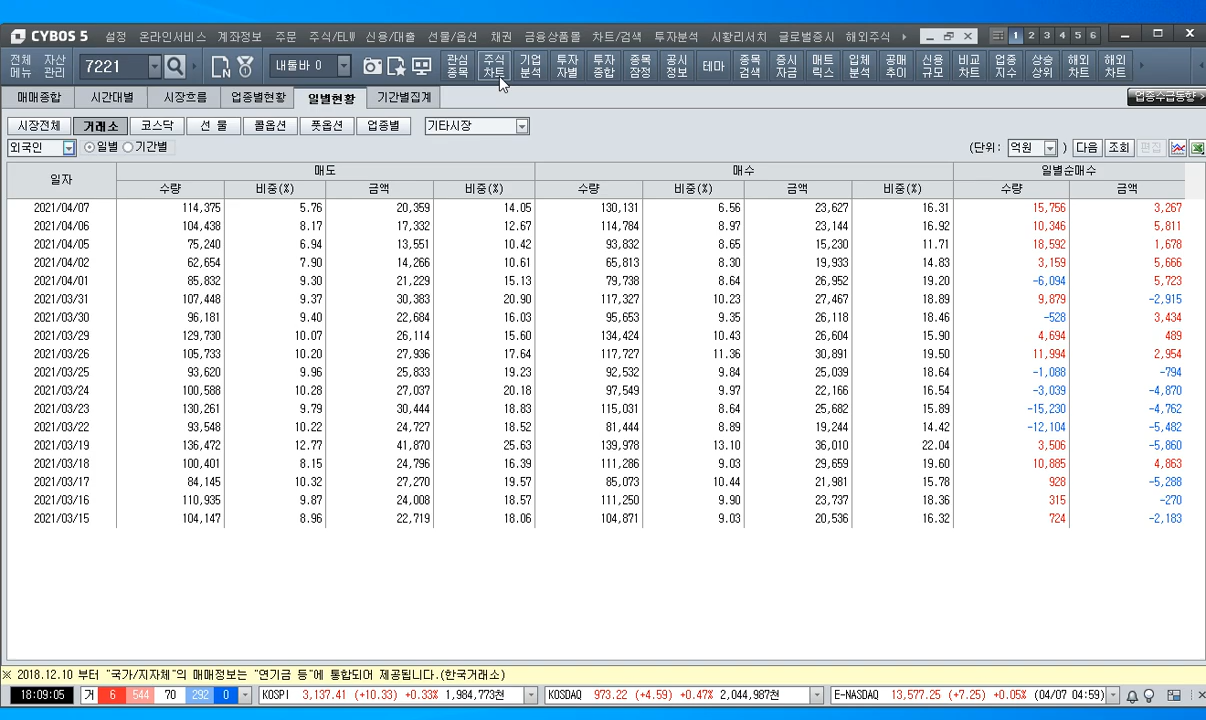 CYBOS 5 설정 온라인서비스 계좌정보 주문 주식/ELW 신용/대출 선물/옵션 채권 금융상품몰 차트/검색 투자분석 시황리서치 글로벌증시 해외주식 1 2 3 4 5 6
전체메뉴 자산관리 7221 내툴바 0 관심종목 주식차트 기업분석 투자자별 투자종합 종목잠정 공시정보 테마 종목검색 증시자금 매트릭스 입체분석 공매추이 신용규모 비교차트 업종지수 상승상위 해외차트 해외차트
매매종합 시간대별 시장흐름 업종별현황 일별현황 기간별집계 업종수급동향
시장전체 거래소 코스닥 선 물 콜옵션 풋옵션 업종별 기타시장
외국인 일별 기간별 (단위: 억원 ) 다음 조회 편집
일자 매도 매수 일별순매수
수량 비중(%) 금액 비중(%) 수량 비중(%) 금액 비중(%) 수량 금액
2021/04/07 114,375 5.76 20,359 14.05 130,131 6.56 23,627 16.31 15,756 3,267
2021/04/06 104,438 8.17 17,332 12.67 114,784 8.97 23,144 16.92 10,346 5,811
2021/04/05 75,240 6.94 13,551 10.42 93,832 8.65 15,230 11.71 18,592 1,678
2021/04/02 62,654 7.90 14,266 10.61 65,813 8.30 19,933 14.83 3,159 5,666
2021/04/01 85,832 9.30 21,229 15.13 79,738 8.64 26,952 19.20 -6,094 5,723
2021/03/31 107,448 9.37 30,383 20.90 117,327 10.23 27,467 18.89 9,879 -2,915
2021/03/30 96,181 9.40 22,684 16.03 95,653 9.35 26,118 18.46 -528 3,434
2021/03/29 129,730 10.07 26,114 15.60 134,424 10.43 26,604 15.90 4,694 489
2021/03/26 105,733 10.20 27,936 17.64 117,727 11.36 30,891 19.50 11,994 2,954
2021/03/25 93,620 9.96 25,833 19.23 92,532 9.84 25,039 18.64 -1,088 -794
2021/03/24 100,588 10.28 27,037 20.18 97,549 9.97 22,166 16.54 -3,039 -4,870
2021/03/23 130,261 9.79 30,444 18.83 115,031 8.64 25,682 15.89 -15,230 -4,762
2021/03/22 93,548 10.22 24,727 18.52 81,444 8.89 19,244 14.42 -12,104 -5,482
2021/03/19 136,472 12.77 41,870 25.63 139,978 13.10 36,010 22.04 3,506 -5,860
2021/03/18 100,401 8.15 24,796 16.39 111,286 9.03 29,659 19.60 10,885 4,863
2021/03/17 84,145 10.32 27,270 19.57 85,073 10.44 21,981 15.78 928 -5,288
2021/03/16 110,935 9.87 24,008 18.57 111,250 9.90 23,737 18.36 315 -270
2021/03/15 104,147 8.96 22,719 18.06 104,871 9.03 20,536 16.32 724 -2,183
※ 2018.12.10 부터 "국가/지자체"의 매매정보는 "연기금 등"에 통합되어 제공됩니다.(한국거래소)
18:09:05 거 6 544 70 292 0 KOSPI 3,137.41 (+10.33) +0.33% 1,984,773천 KOSDAQ 973.22 (+4.59) +0.47% 2,044,987천 E-NASDAQ 13,577.25 (+7.25) +0.05% (04/07 04:59)